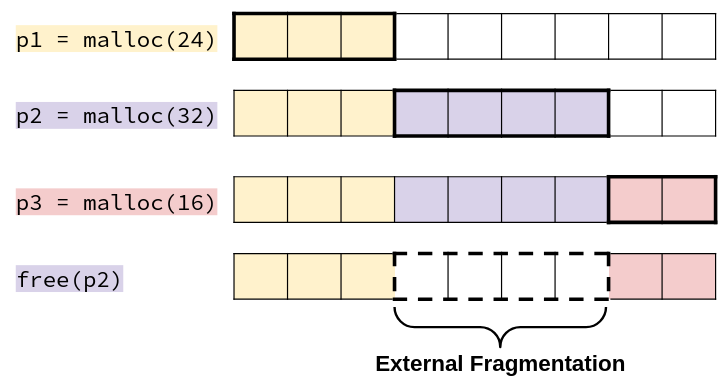 p1 = malloc(24)
p2 = malloc(32)
p3 = malloc(16)
free(p2)
External Fragmentation